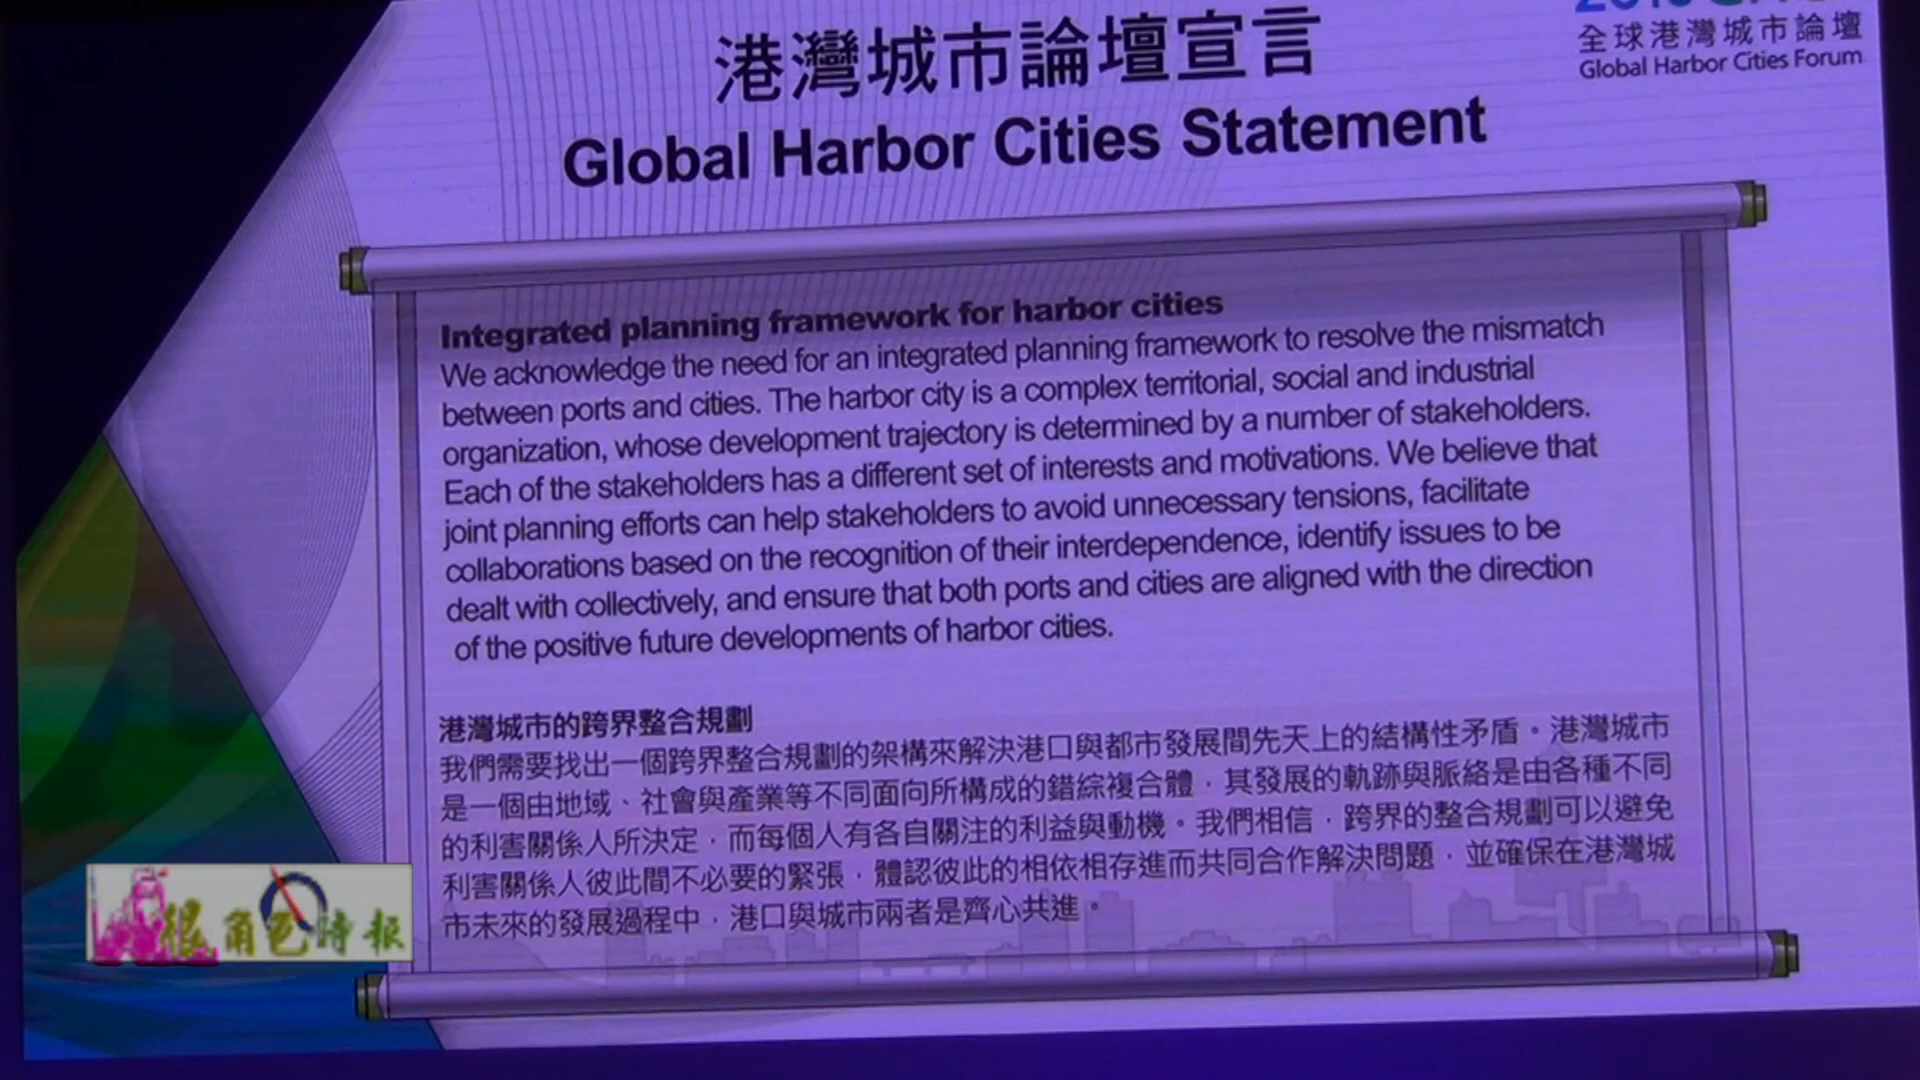 港灣城市論壇宣言
Global Harbor Cities Statement
全球港灣城市論壇
Global Harbor Cities Forum
Integrated planning framework for harbor cities
We acknowledge the need for an integrated planning framework to resolve the mismatch
between ports and cities. The harbor city is a complex territorial, social and industrial
organization, whose development trajectory is determined by a number of stakeholders.
Each of the stakeholders has a different set of interests and motivations. We believe that
joint planning efforts can help stakeholders to avoid unnecessary tensions, facilitate
collaborations based on the recognition of their interdependence, identify issues to be
dealt with collectively, and ensure that both ports and cities are aligned with the direction
of the positive future developments of harbor cities.
港灣城市的跨界整合規劃
我們需要找出一個跨界整合規劃的架構來解決港口與都市發展間先天上的結構性矛盾。港灣城市
是一個由地域、社會與產業等不同面向所構成的錯綜複合體，其發展的軌跡與脈絡是由各種不同
的利害關係人所決定，而每個人有各自關注的利益與動機。我們相信，跨界的整合規劃可以避免
利害關係人彼此間不必要的緊張，體認彼此的相依相存進而共同合作解決問題，並確保在港灣城
市未來的發展過程中，港口與城市兩者是齊心共進。
狠角色時報